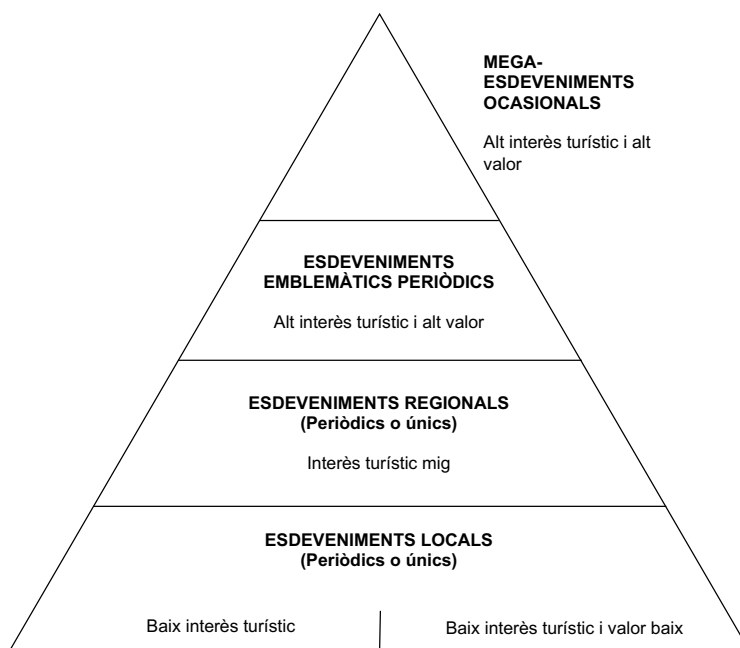 MEGA-
ESDEVENIMENTS
OCASIONALS
Alt interès turístic i alt
valor
ESDEVENIMENTS
EMBLEMÀTICS PERIÒDICS
Alt interès turístic i alt valor
ESDEVENIMENTS REGIONALS
(Periòdics o únics)
Interès turístic mig
ESDEVENIMENTS LOCALS
(Periòdics o únics)
Baix interès turístic
Baix interès turístic i valor baix